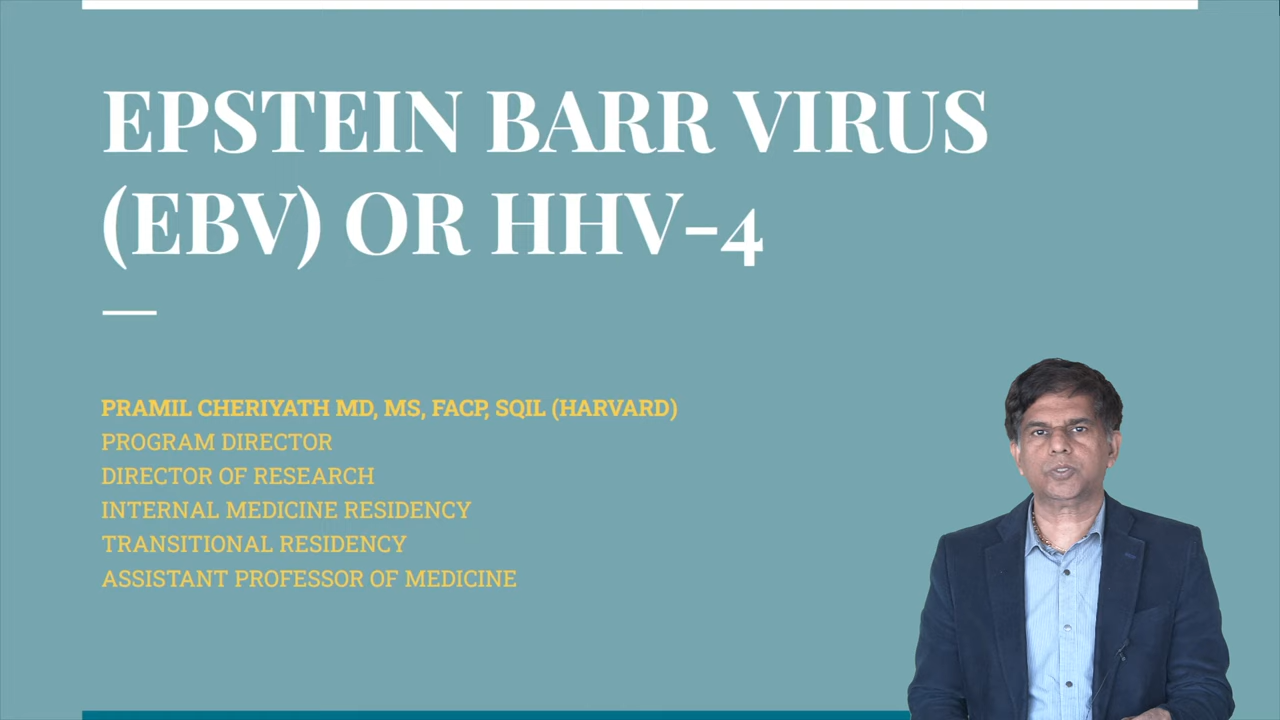 EPSTEIN BARR VIRUS
(EBV) OR HHV-4
PRAMIL CHERIYATH MD, MS, FACP, SQIL (HARVARD)
PROGRAM DIRECTOR
DIRECTOR OF RESEARCH
INTERNAL MEDICINE RESIDENCY
TRANSITIONAL RESIDENCY
ASSISTANT PROFESSOR OF MEDICINE